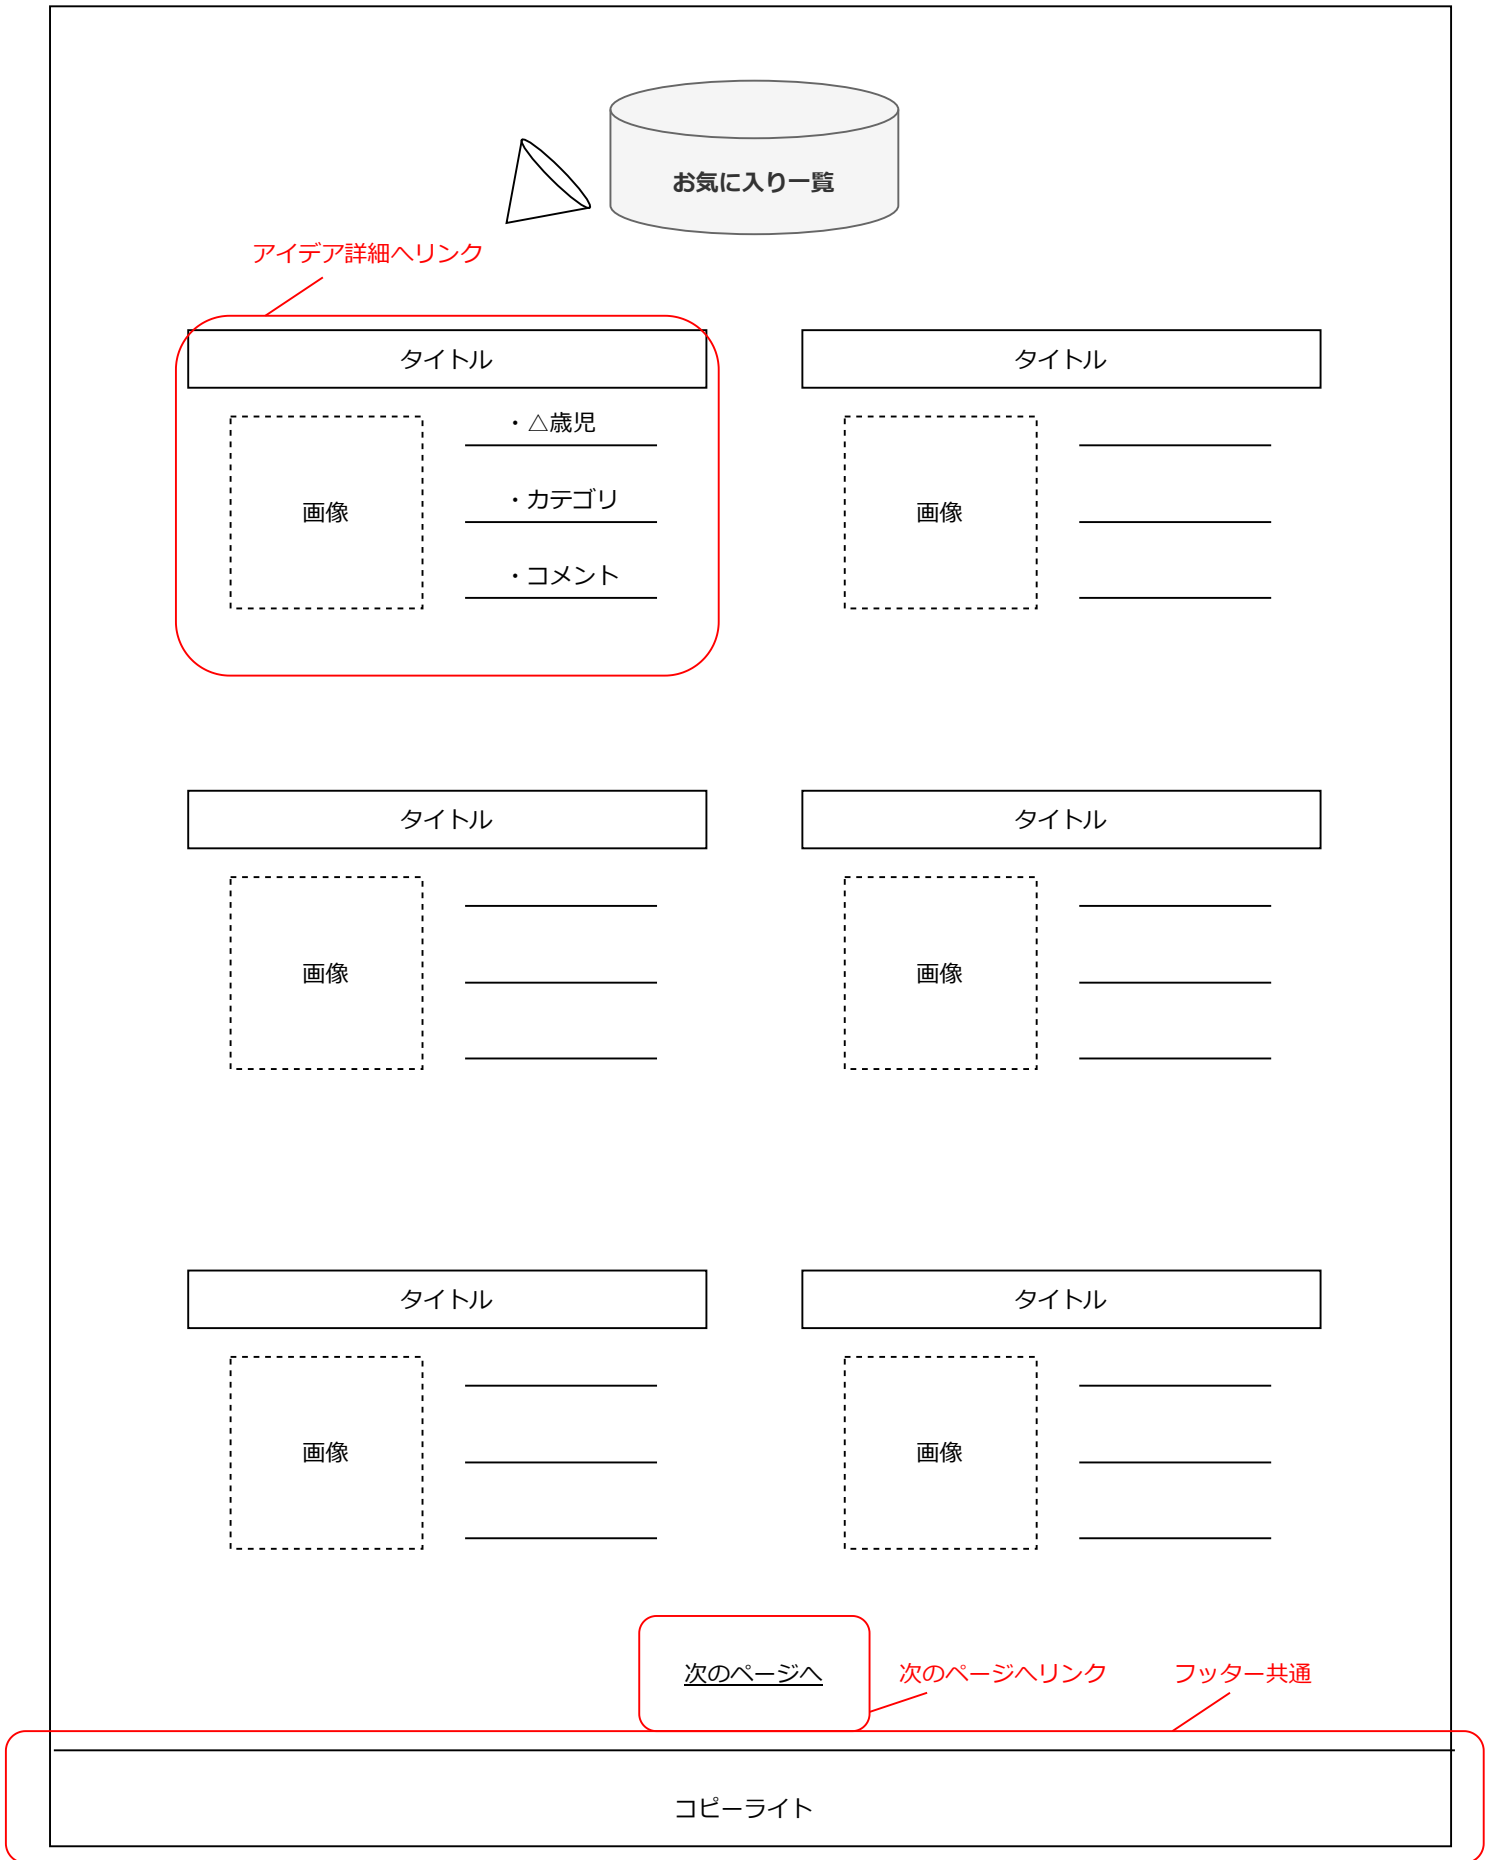 お気に入り一覧
アイデア詳細へリンク
タイトル
タイトル
画像
・△歳児
・カテゴリ
・コメント
画像
タイトル
タイトル
画像
画像
タイトル
タイトル
画像
画像
次のページへ
次のページへリンク
フッター共通
コピーライト